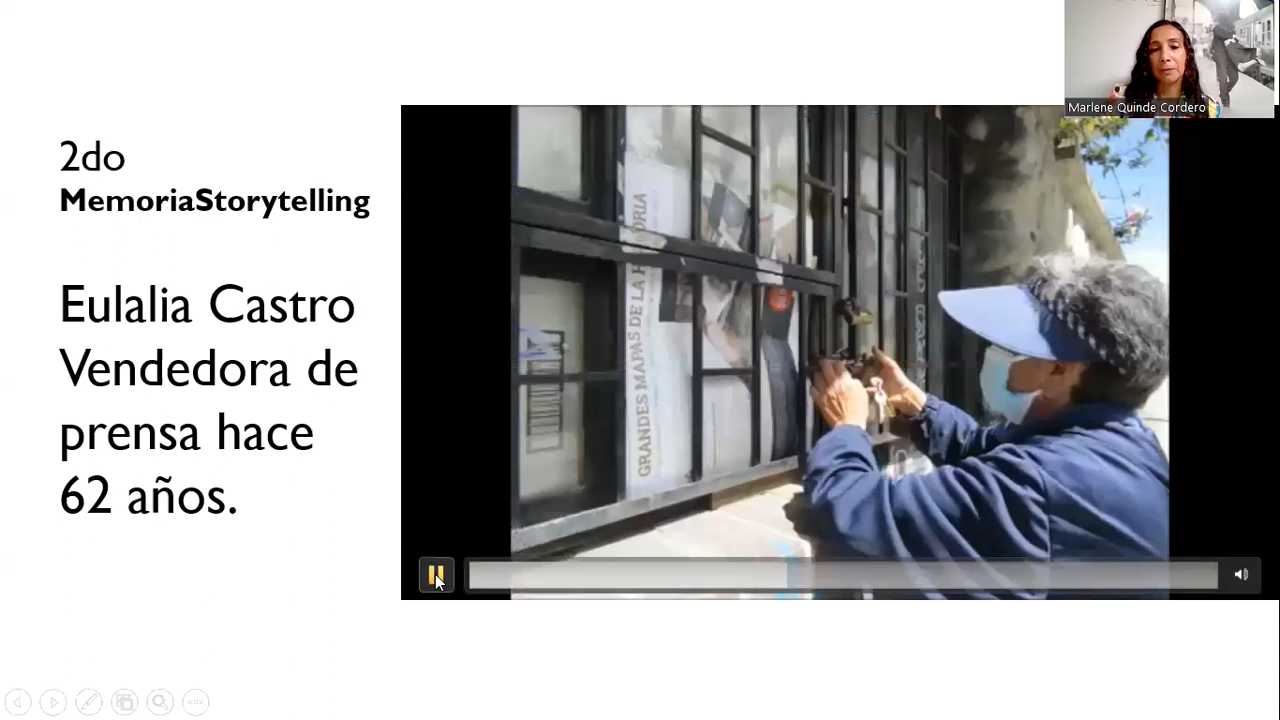 2do
MemoriaStorytelling
Eulalia Castro
Vendedora de
prensa hace
62 años.
Marlene Quinde Cordero
GRANDES MAPAS DE LA